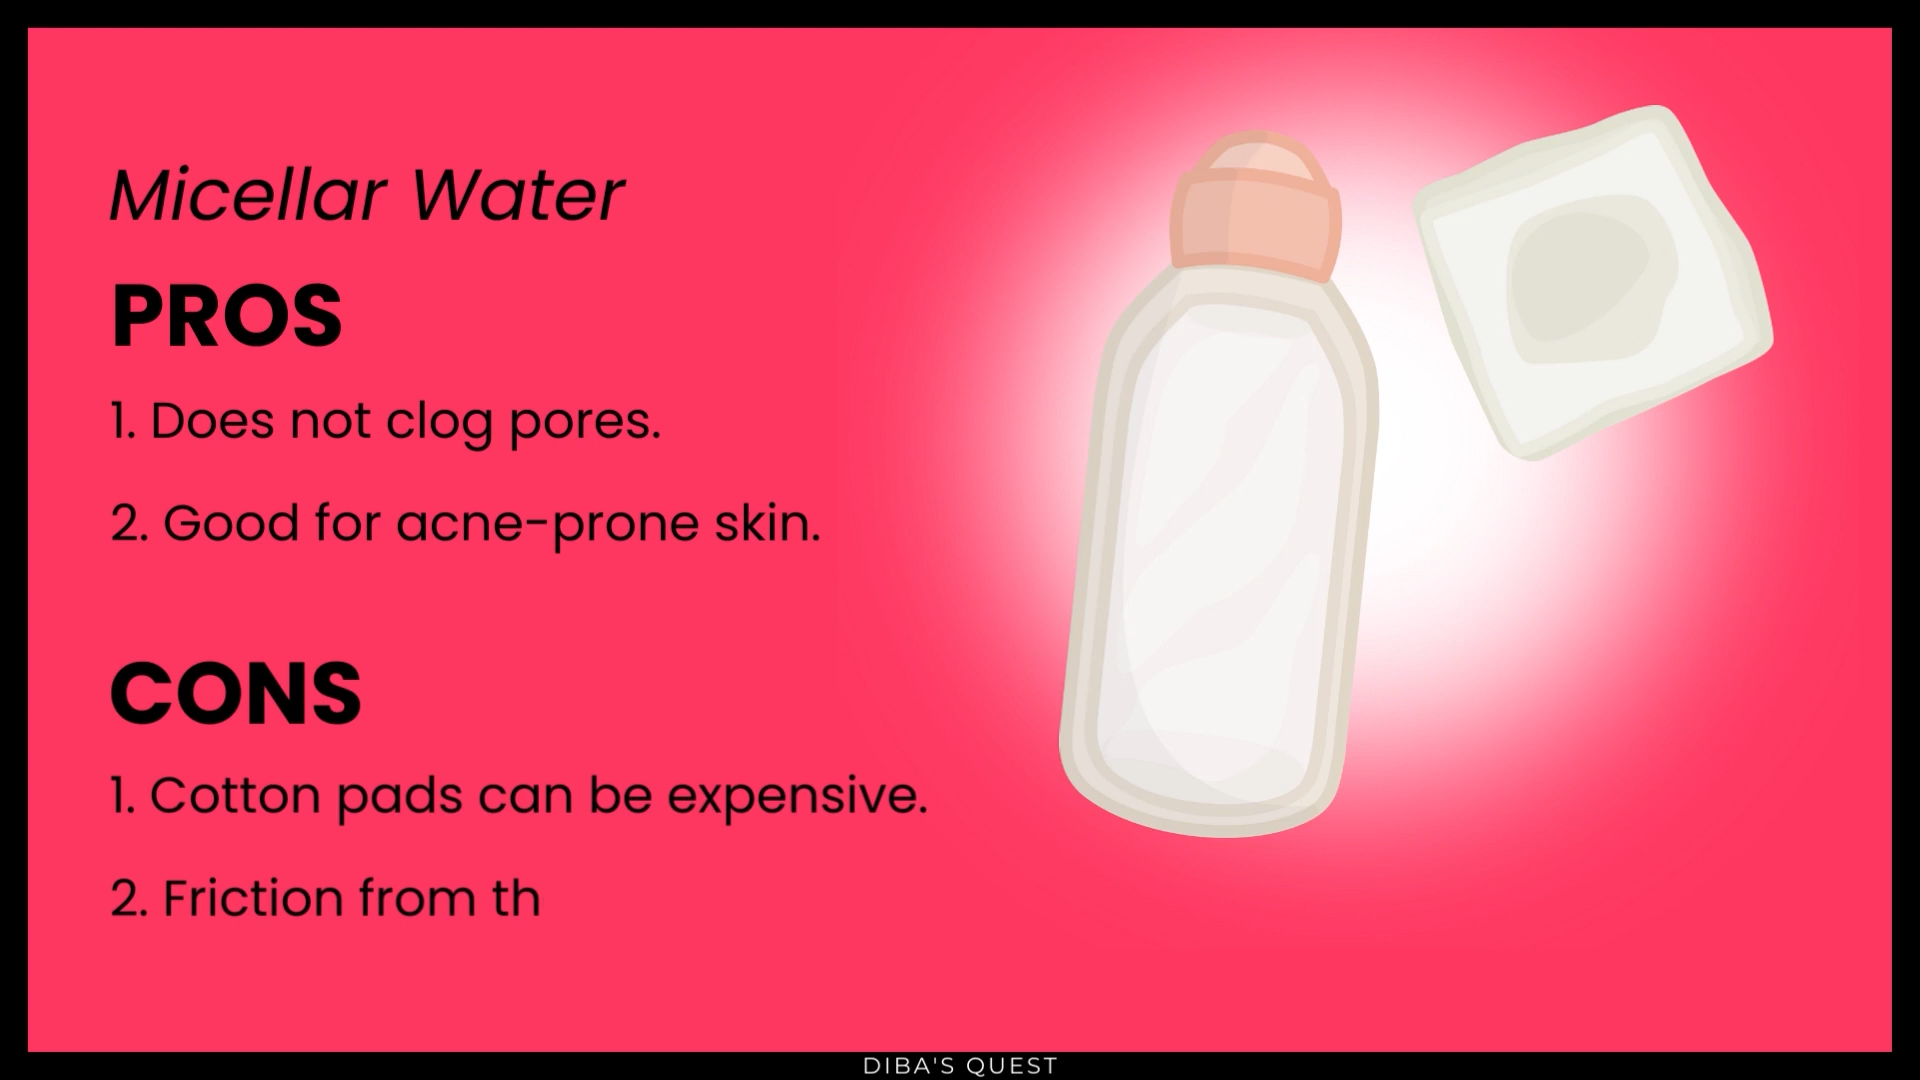 Micellar Water
PROS
1. Does not clog pores.
2. Good for acne-prone skin.
CONS
1. Cotton pads can be expensive.
2. Friction from th
DIBA'S QUEST